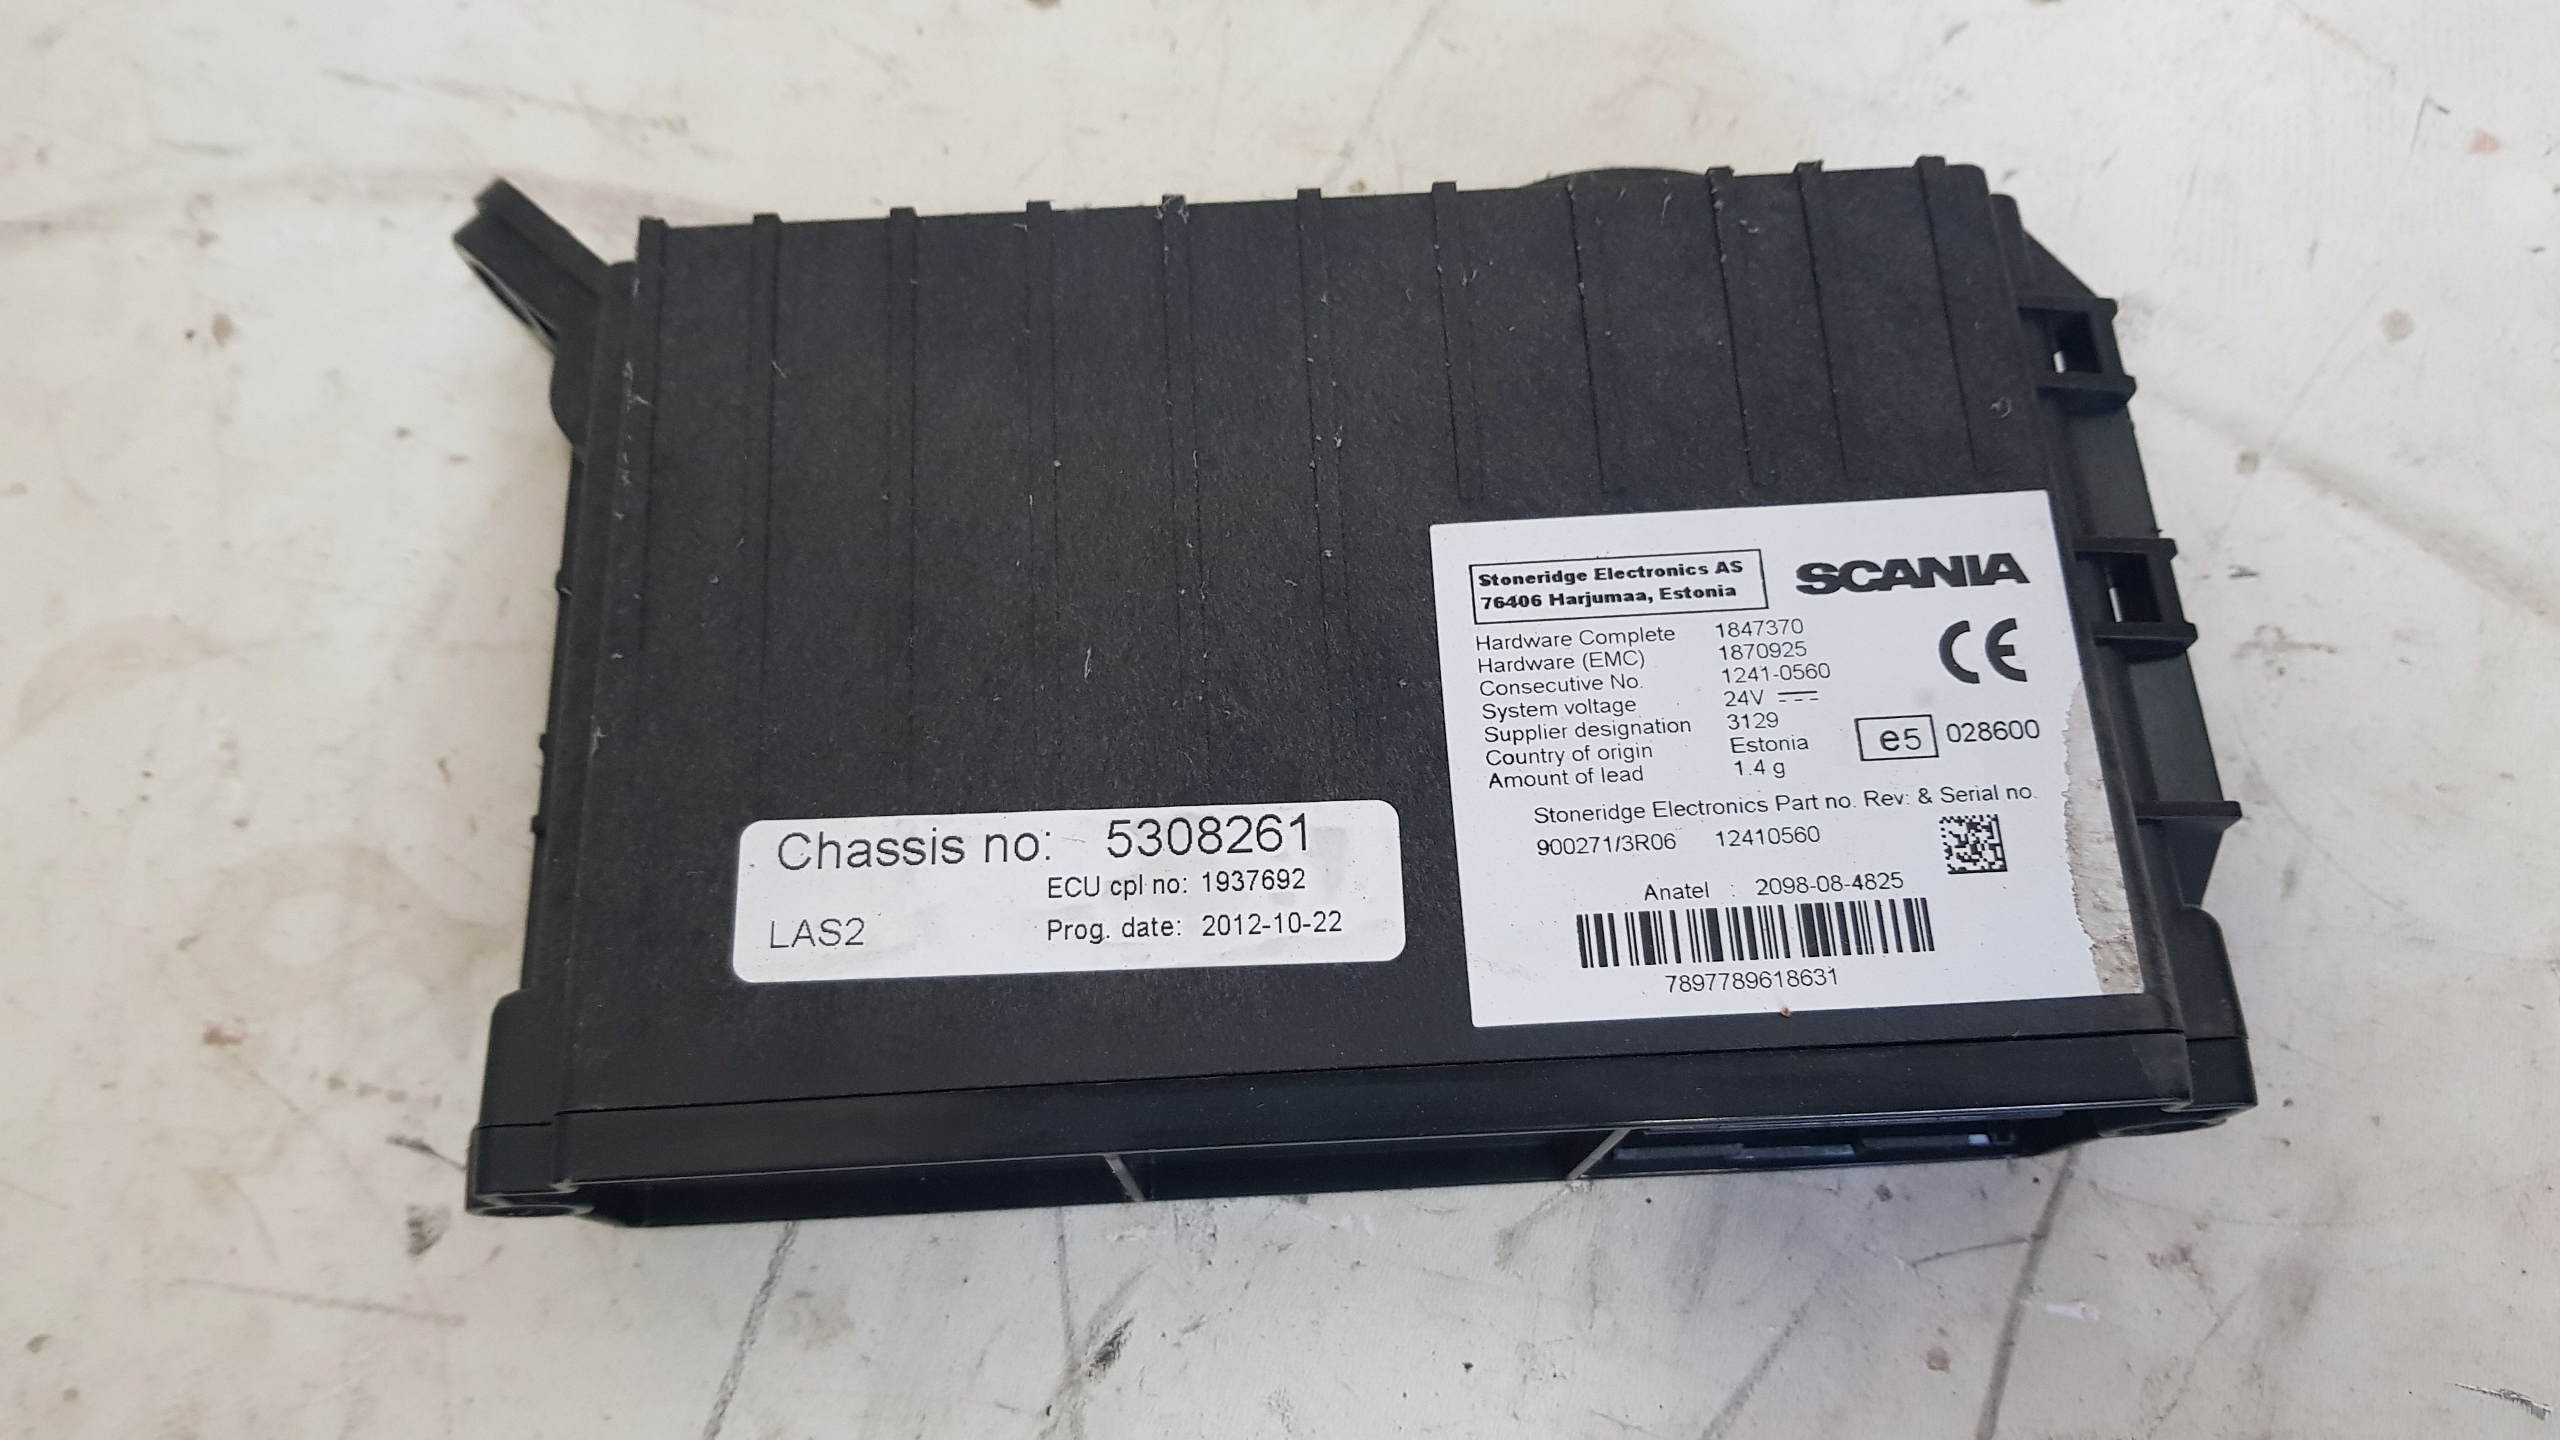 Stoneridge Electronics AS
76406 Harjumaa, Estonia
SCANIA
Hardware Complete 1847370
Hardware (EMC) 1870925
Consecutive No. 1241-0560
System voltage 24V
Supplier designation 3129
Country of origin Estonia
Amount of lead 1.4 g
CE
e5 028600
Stoneridge Electronics Part no. Rev: & Serial no.
900271/3R06 12410560
Anatel : 2098-08-4825
7897789618631
Chassis no: 5308261
ECU cpl no: 1937692
LAS2 Prog. date: 2012-10-22